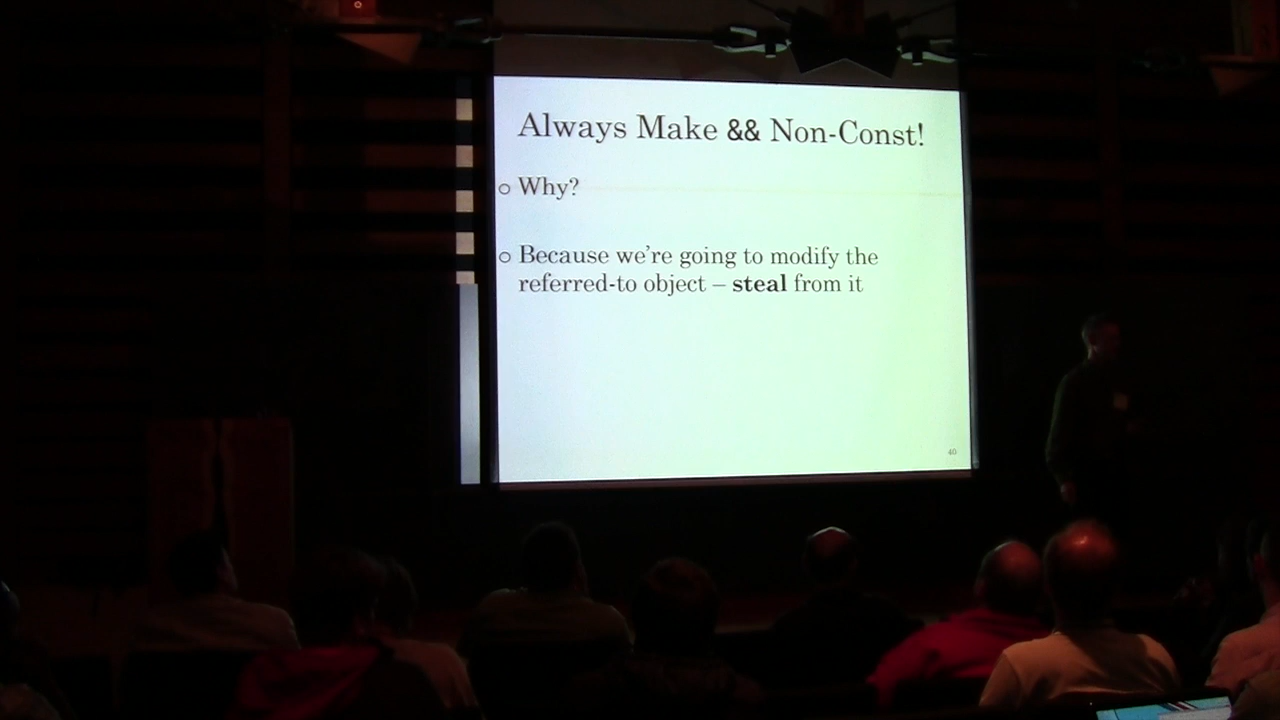 Always Make && Non-Const!
○ Why?
○ Because we're going to modify the
referred-to object – steal from it
40